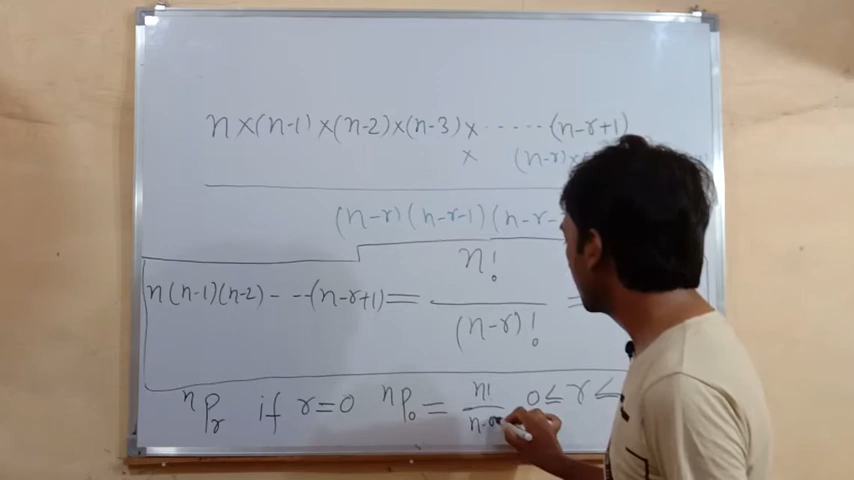 n×(n-1)×(n-2)×(n-3)×.....(n-r+1)
× (n-r)×
(n-r)(n-r-1)(n-r-
n(n-1)(n-2)- --(n-r+1) = n!/(n-r)! =
ⁿPᵣ if r=0 ⁿP₀ = n!/n- 0≤r≤